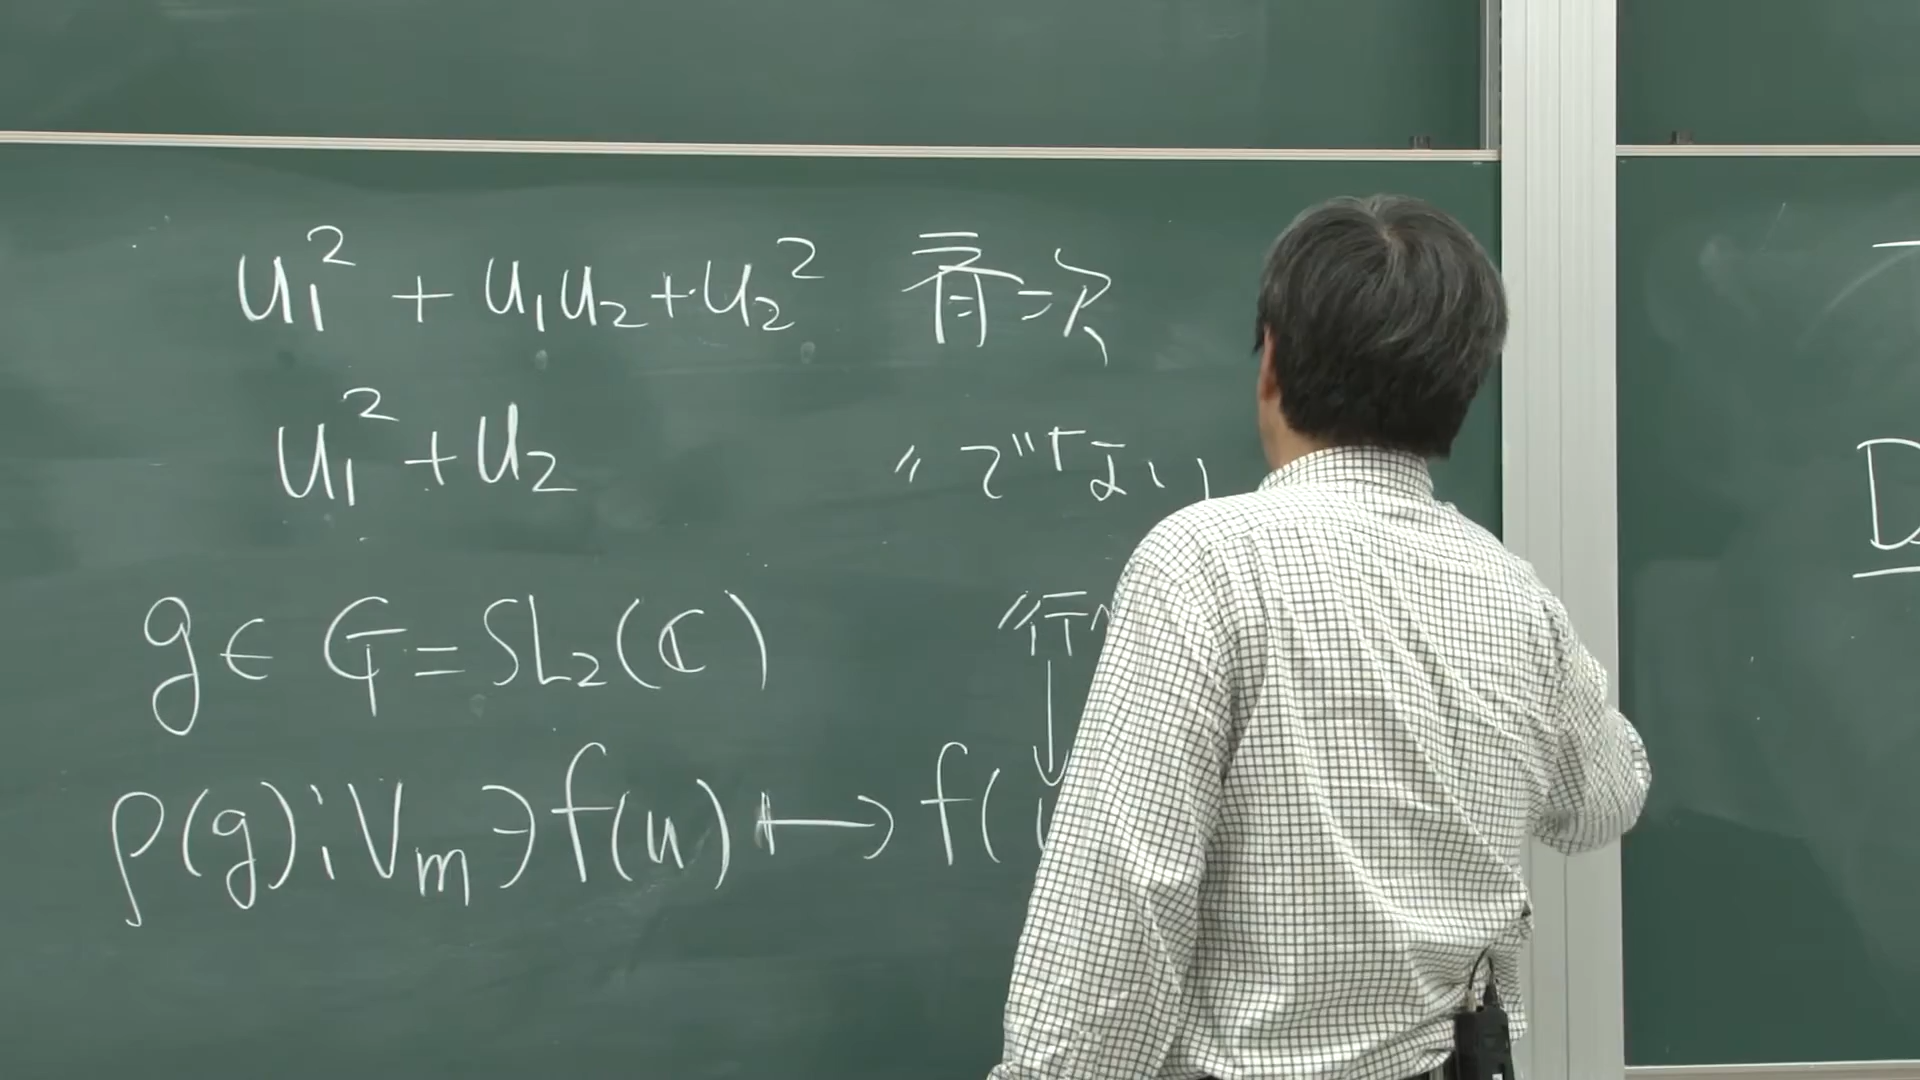 u₁² + u₁u₂ + u₂² 斉次
u₁² + u₂ 〃でない
g ∈ G = SL₂(ℂ) "行
ρ(g): Vₘ ∋ f(u) ↦ f(
D